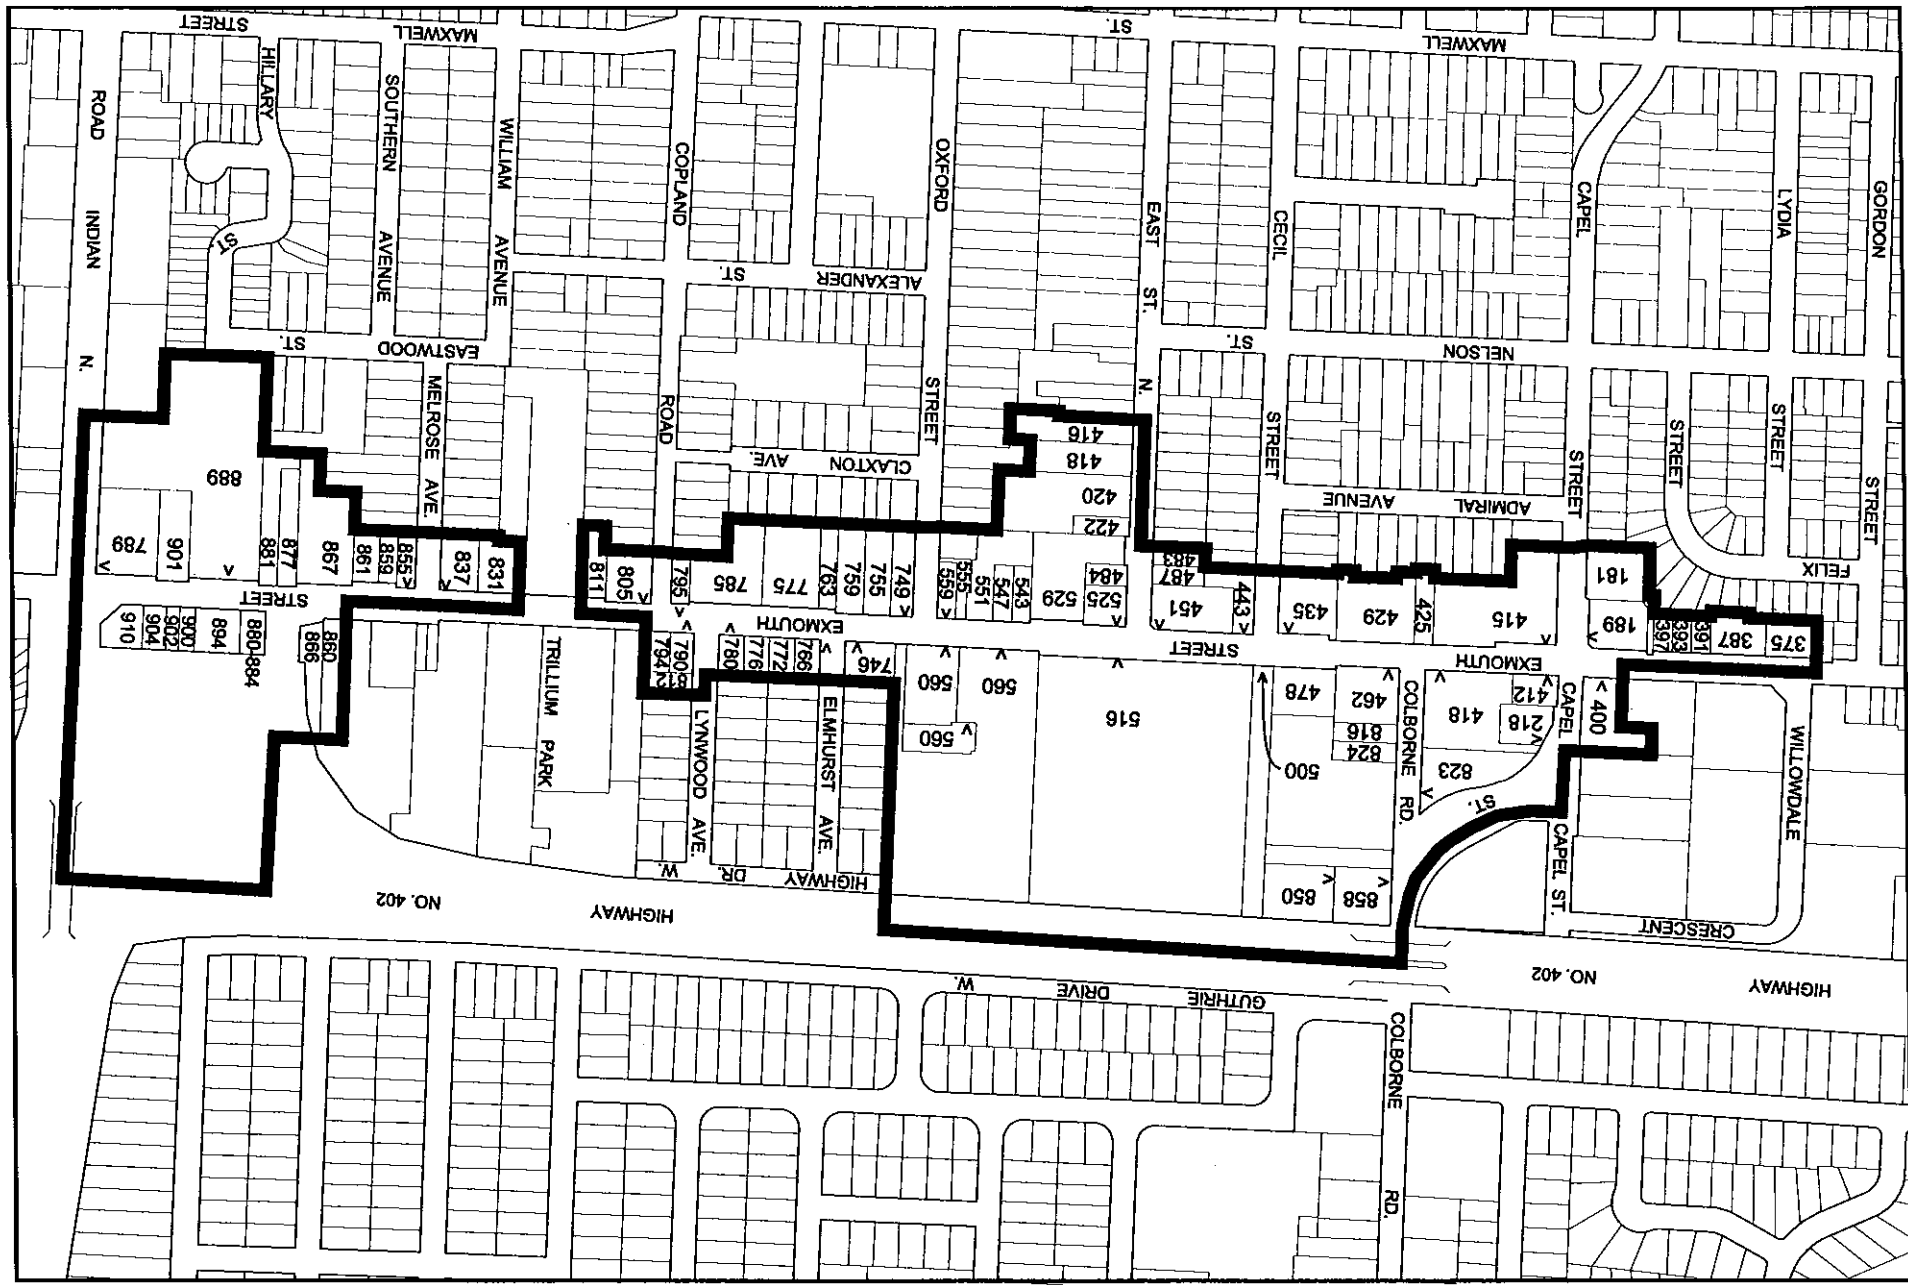 STREET
MAXWELL
ST.
MAXWELL
HILLARY
ST.
ROAD
INDIAN
N.
SOUTHERN
AVENUE
WILLIAM
AVENUE
COPLAND
ROAD
OXFORD
STREET
EAST
ST.
N.
CECIL
STREET
CAPEL
STREET
LYDIA
STREET
GORDON
STREET
STREET
ALEXANDER
ST.
EASTWOOD
ST.
NELSON
ST.
MELROSE
AVE.
CLAXTON
AVE.
ADMIRAL
AVENUE
FELIX
416
418
420
422
889
789
901
881
877
867
861
859
855
837
831
811
805
795
785
775
763
759
755
749
559
555
551
547
543
529
484
525
483
487
451
443
435
429
425
415
181
189
397
393
391
387
375
EXMOUTH
STREET
EXMOUTH
STREET
910
904
902
900
894
880-884
866
860
794
790
780
776
772
766
746
560
560
560
516
500
478
462
816
824
850
858
418
412
218
823
400
TRILLIUM
PARK
LYNWOOD
AVE.
ELMHURST
AVE.
COLBORNE
RD.
CAPEL
ST.
CAPEL ST.
WILLOWDALE
CRESCENT
HIGHWAY
DR.
W.
HIGHWAY
NO. 402
HIGHWAY
NO. 402
GUTHRIE
DRIVE
W.
COLBORNE
RD.